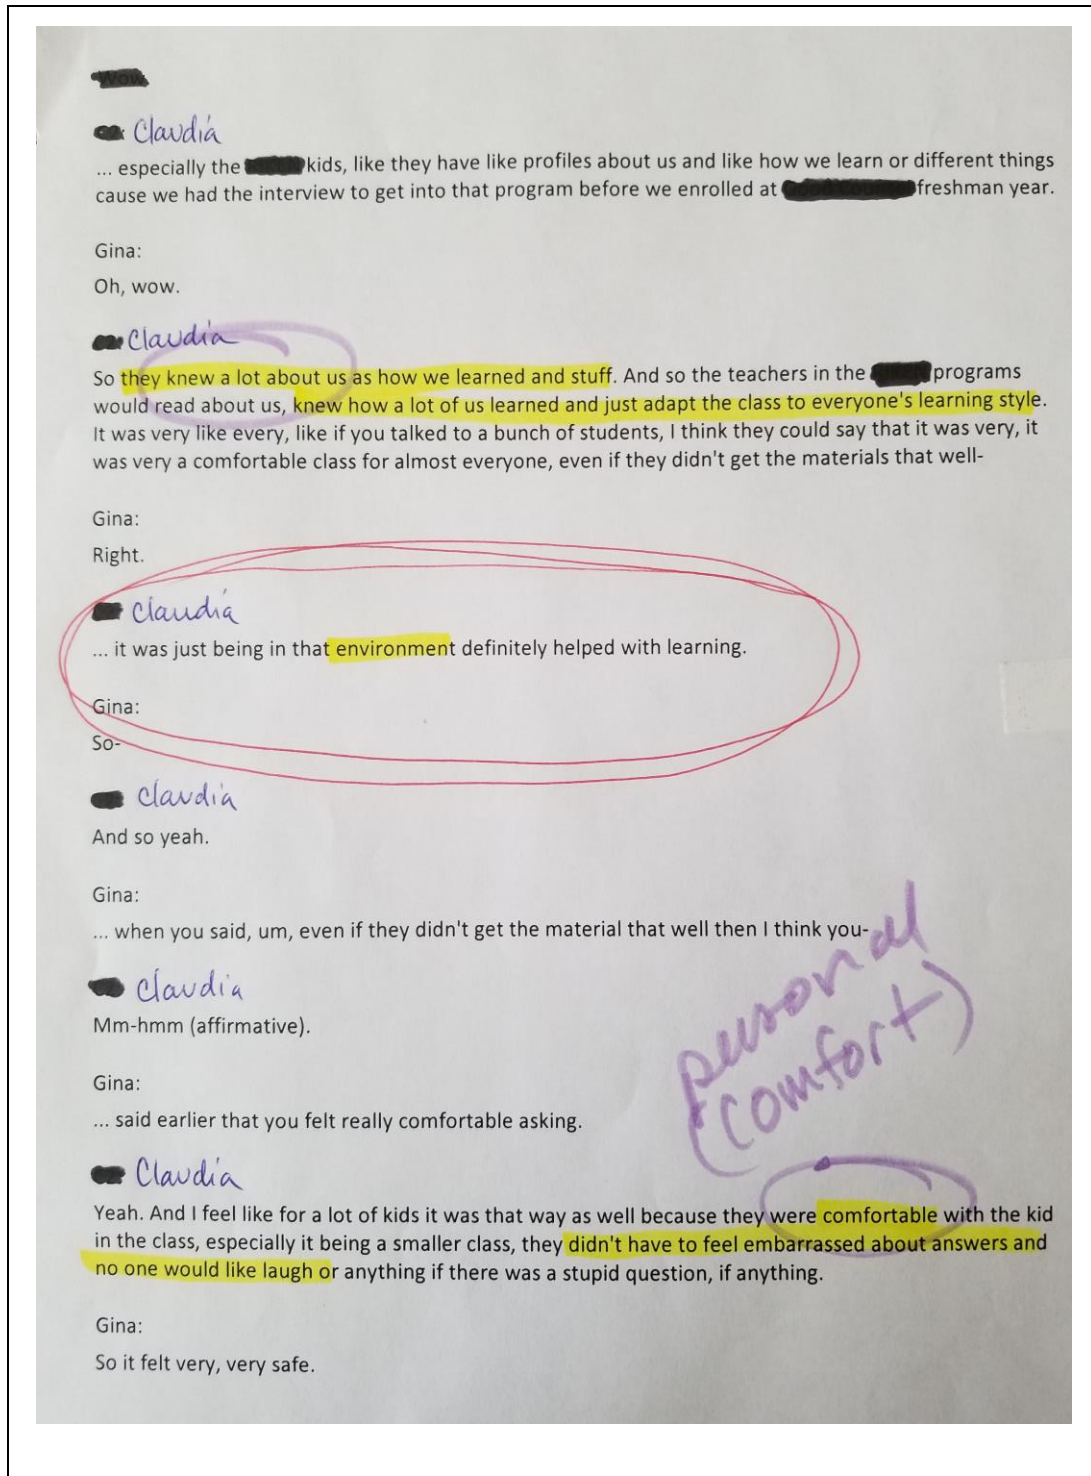 Claudia
... especially the kids, like they have like profiles about us and like how we learn or different things
cause we had the interview to get into that program before we enrolled at freshman year.
Gina:
Oh, wow.
Claudia
So they knew a lot about us as how we learned and stuff. And so the teachers in the programs
would read about us, knew how a lot of us learned and just adapt the class to everyone's learning style.
It was very like every, like if you talked to a bunch of students, I think they could say that it was very, it
was very a comfortable class for almost everyone, even if they didn't get the materials that well-
Gina:
Right.
Claudia
... it was just being in that environment definitely helped with learning.
Gina:
So-
Claudia
And so yeah.
Gina:
... when you said, um, even if they didn't get the material that well then I think you-
Claudia
Mm-hmm (affirmative).
personal
(comfort)
Gina:
... said earlier that you felt really comfortable asking.
Claudia
Yeah. And I feel like for a lot of kids it was that way as well because they were comfortable with the kid
in the class, especially it being a smaller class, they didn't have to feel embarrassed about answers and
no one would like laugh or anything if there was a stupid question, if anything.
Gina:
So it felt very, very safe.